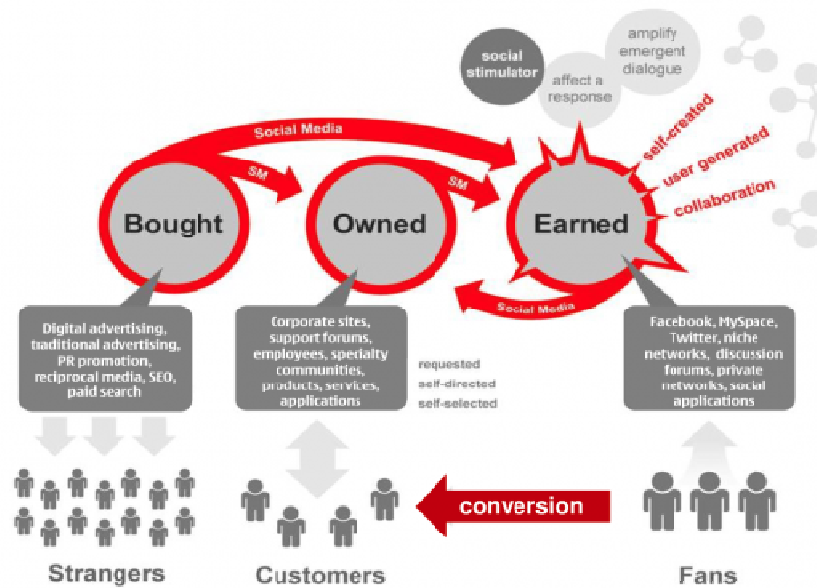 social
stimulator
affect a
response
amplify
emergent
dialogue
Social Media
SM
SM
self-created
user generated
collaboration
Bought
Owned
Earned
Social Media
Digital advertising,
traditional advertising,
PR promotion,
reciprocal media, SEO,
paid search
Corporate sites,
support forums,
employees, specialty
communities,
products, services,
applications
requested
self-directed
self-selected
Facebook, MySpace,
Twitter, niche
networks, discussion
forums, private
networks, social
applications
conversion
Strangers
Customers
Fans